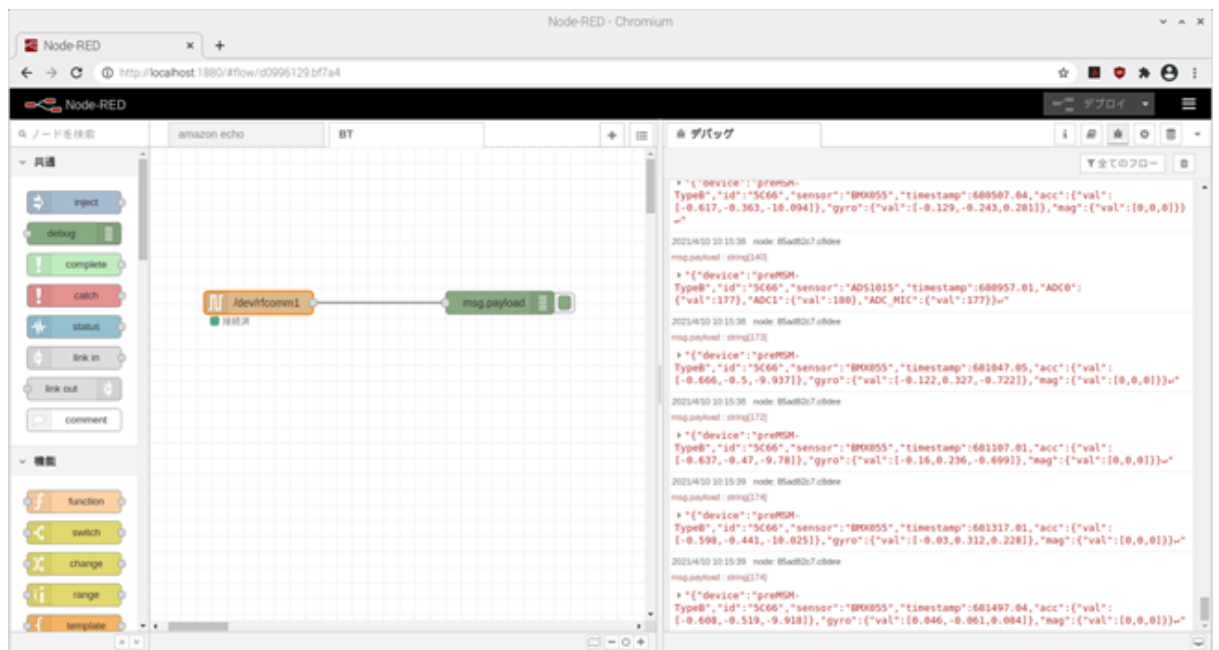 Node-RED - Chromium
Node-RED
http://localhost:1880/#flow/d0996129.bf7a4
Node-RED
デプロイ
ノードを検索
amazon echo
BT
デバッグ
i
全てのフロー
共通
inject
debug
complete
catch
status
link in
link out
comment
機能
function
switch
change
range
template
/dev/rfcomm1
接続済
msg.payload
"{"device":"preMSM-
TypeB","id":"5C66","sensor":"BMX055","timestamp":680507.04,"acc":{"val":
[-0.617,-0.363,-10.094]},"gyro":{"val":[-0.129,-0.243,0.281]},"mag":{"val":[0,0,0]}}
↵"
2021/4/10 10:15:38 node: 85ad82c7.c8dee
msg.payload : string[140]
"{"device":"preMSM-
TypeB","id":"5C66","sensor":"ADS1015","timestamp":680957.01,"ADC0":
{"val":177},"ADC1":{"val":180},"ADC_MIC":{"val":177}}↵"
2021/4/10 10:15:38 node: 85ad82c7.c8dee
msg.payload : string[173]
"{"device":"preMSM-
TypeB","id":"5C66","sensor":"BMX055","timestamp":681047.05,"acc":{"val":
[-0.666,-0.5,-9.937]},"gyro":{"val":[-0.122,0.327,-0.722]},"mag":{"val":[0,0,0]}}↵"
2021/4/10 10:15:38 node: 85ad82c7.c8dee
msg.payload : string[172]
"{"device":"preMSM-
TypeB","id":"5C66","sensor":"BMX055","timestamp":681107.01,"acc":{"val":
[-0.637,-0.47,-9.78]},"gyro":{"val":[-0.16,0.236,-0.699]},"mag":{"val":[0,0,0]}}↵"
2021/4/10 10:15:39 node: 85ad82c7.c8dee
msg.payload : string[174]
"{"device":"preMSM-
TypeB","id":"5C66","sensor":"BMX055","timestamp":681317.01,"acc":{"val":
[-0.598,-0.441,-10.025]},"gyro":{"val":[-0.03,0.312,0.228]},"mag":{"val":[0,0,0]}}↵"
2021/4/10 10:15:39 node: 85ad82c7.c8dee
msg.payload : string[174]
"{"device":"preMSM-
TypeB","id":"5C66","sensor":"BMX055","timestamp":681497.04,"acc":{"val":
[-0.608,-0.519,-9.918]},"gyro":{"val":[0.046,-0.061,0.084]},"mag":{"val":[0,0,0]}}↵"